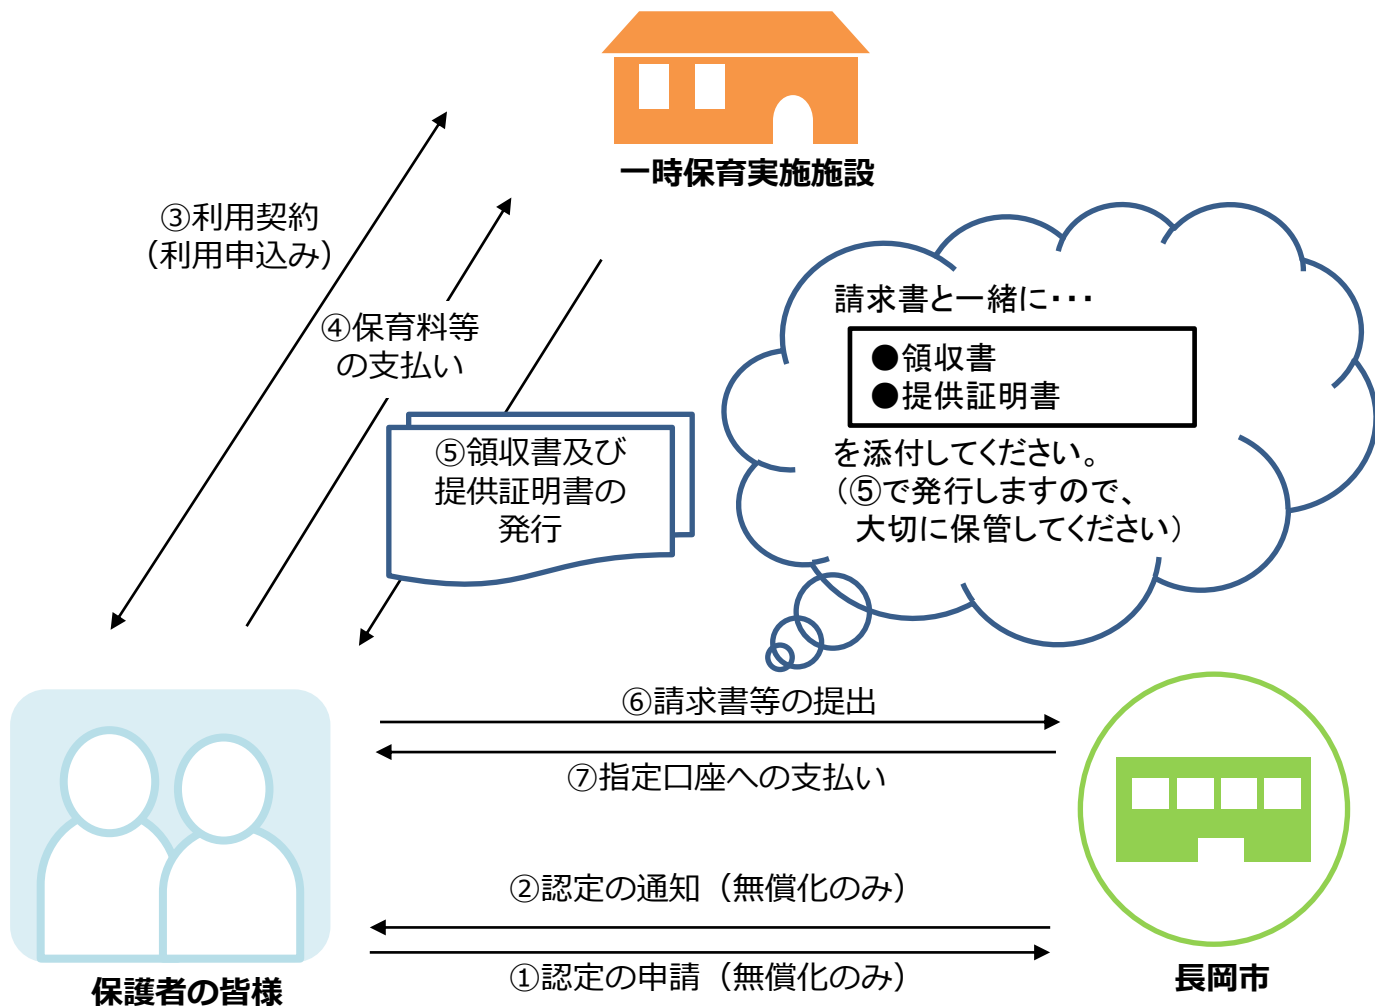 一時保育実施施設
③利用契約
（利用申込み）
④保育料等
の支払い
⑤領収書及び
提供証明書の
発行
請求書と一緒に･･･
●領収書
●提供証明書
を添付してください。
（⑤で発行しますので、
大切に保管してください）
⑥請求書等の提出
⑦指定口座への支払い
②認定の通知（無償化のみ）
①認定の申請（無償化のみ）
保護者の皆様
長岡市